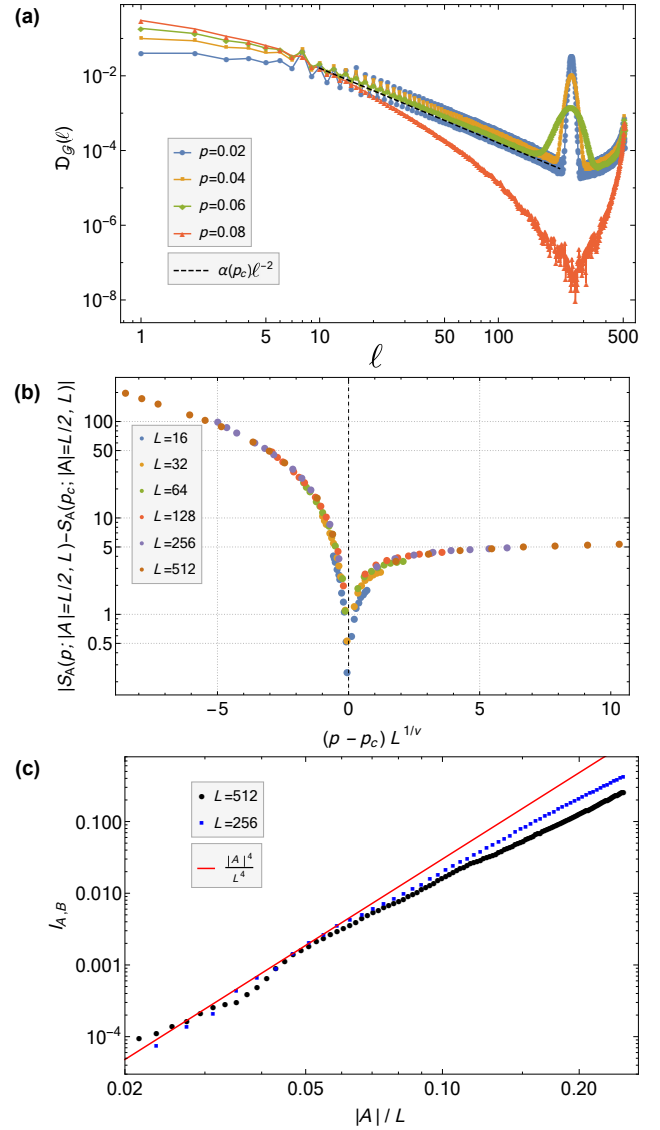 (a)
10⁻²
10⁻⁴
10⁻⁶
10⁻⁸
𝙳𝒢(ℓ)
p=0.02
p=0.04
p=0.06
p=0.08
α(p_c)ℓ⁻²
1 5 10 50 100 500
ℓ
(b)
|S_A(p; |A|=L/2, L)−S_A(p_c; |A|=L/2, L)|
100
50
10
5
1
0.5
L=16
L=32
L=64
L=128
L=256
L=512
−5 0 5 10
(p − p_c) L^{1/ν}
(c)
I_{A,B}
0.100
0.010
0.001
10⁻⁴
L=512
L=256
|A|⁴
L⁴
0.02 0.05 0.10 0.20
|A| / L